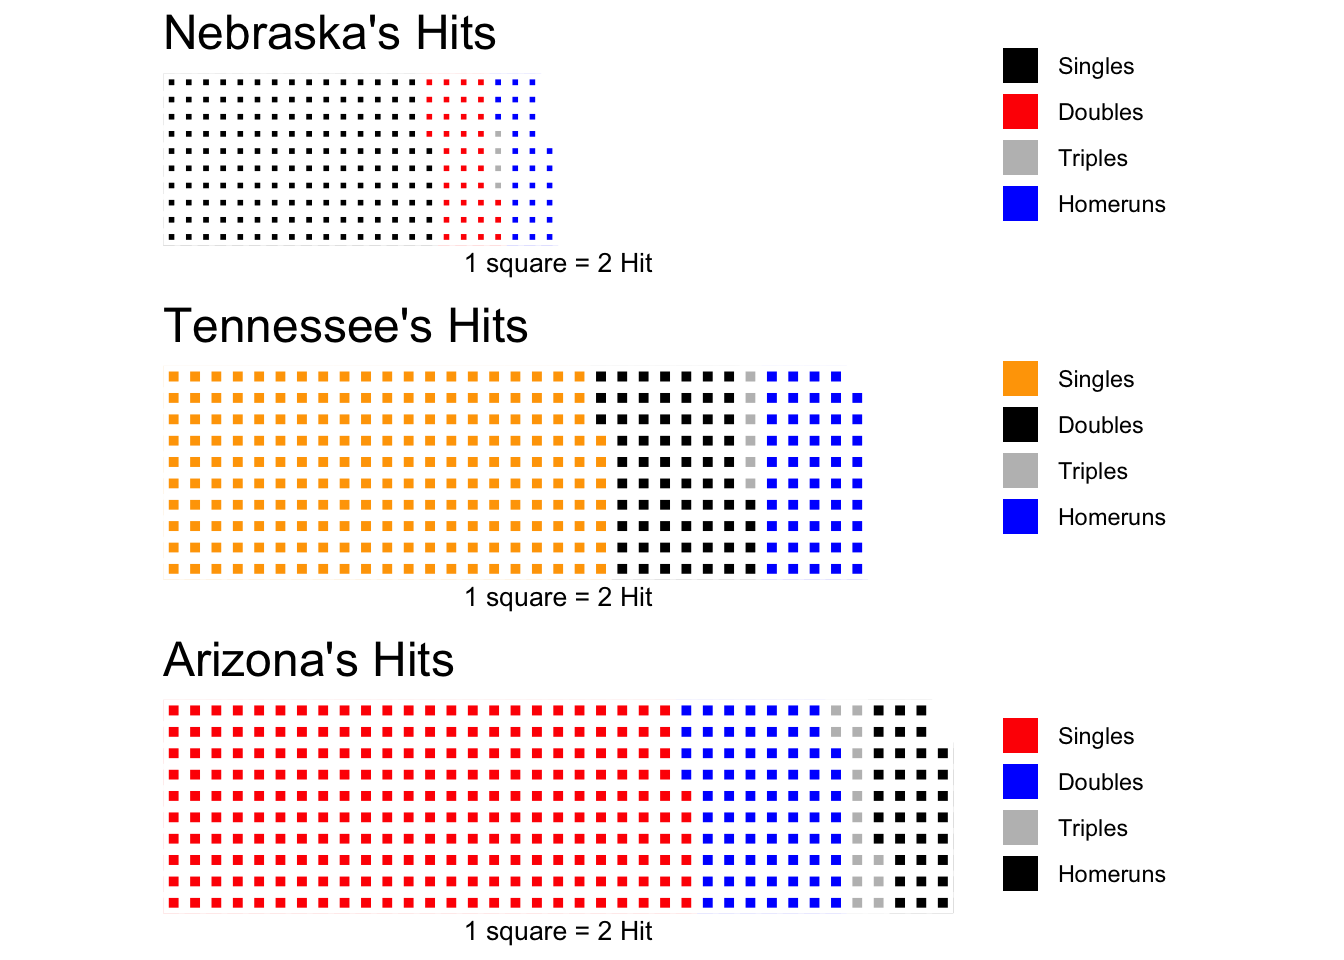 Nebraska's Hits
Singles
Doubles
Triples
Homeruns
1 square = 2 Hit
Tennessee's Hits
Singles
Doubles
Triples
Homeruns
1 square = 2 Hit
Arizona's Hits
Singles
Doubles
Triples
Homeruns
1 square = 2 Hit